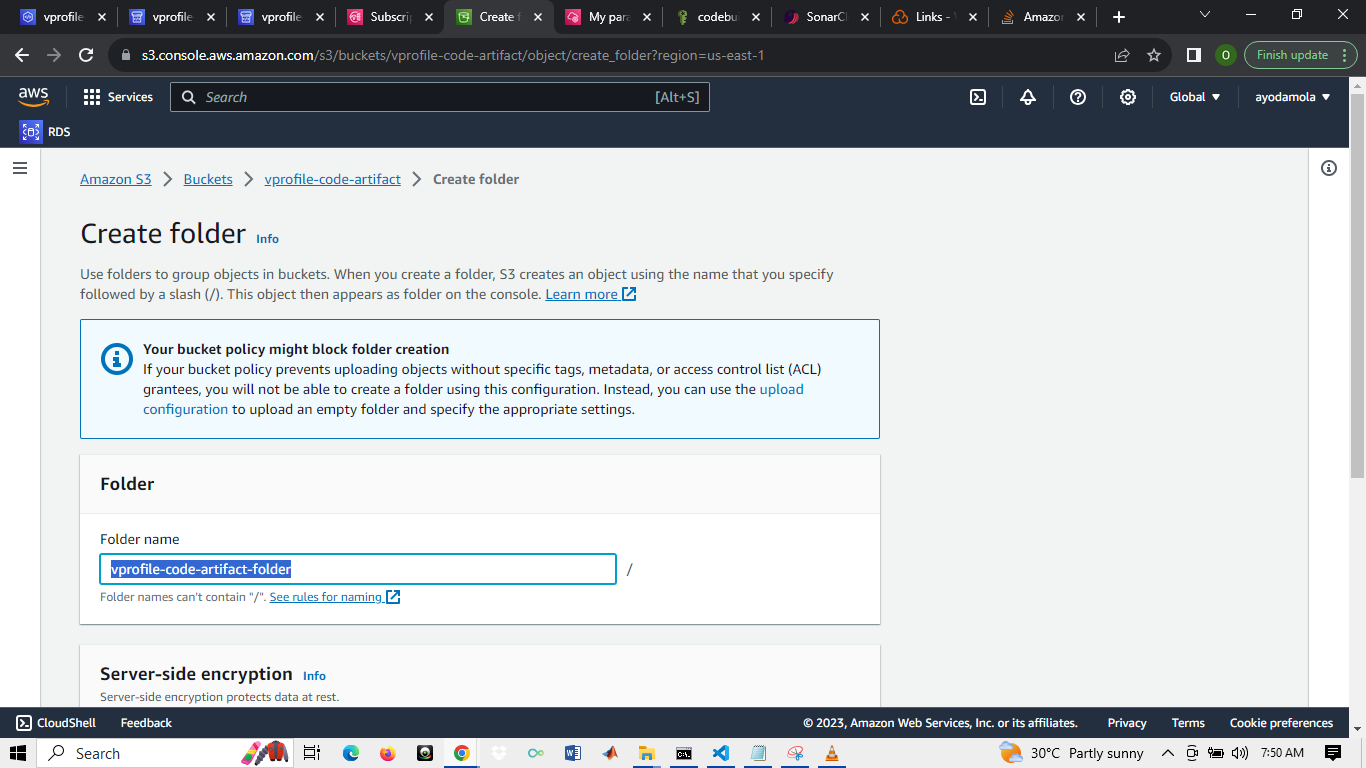 vprofile
vprofile
vprofile
Subscrip
Create f
My para
codebu
SonarCl
Links -
Amazon
s3.console.aws.amazon.com/s3/buckets/vprofile-code-artifact/object/create_folder?region=us-east-1
O
Finish update
aws
Services
Search
[Alt+S]
Global
ayodamola
RDS
Amazon S3 > Buckets > vprofile-code-artifact > Create folder
Create folder Info
Use folders to group objects in buckets. When you create a folder, S3 creates an object using the name that you specify
followed by a slash (/). This object then appears as folder on the console. Learn more
Your bucket policy might block folder creation
If your bucket policy prevents uploading objects without specific tags, metadata, or access control list (ACL)
grantees, you will not be able to create a folder using this configuration. Instead, you can use the upload
configuration to upload an empty folder and specify the appropriate settings.
Folder
Folder name
vprofile-code-artifact-folder /
Folder names can't contain "/". See rules for naming
Server-side encryption Info
Server-side encryption protects data at rest.
CloudShell
Feedback
© 2023, Amazon Web Services, Inc. or its affiliates.
Privacy
Terms
Cookie preferences
Search
30°C Partly sunny
7:50 AM